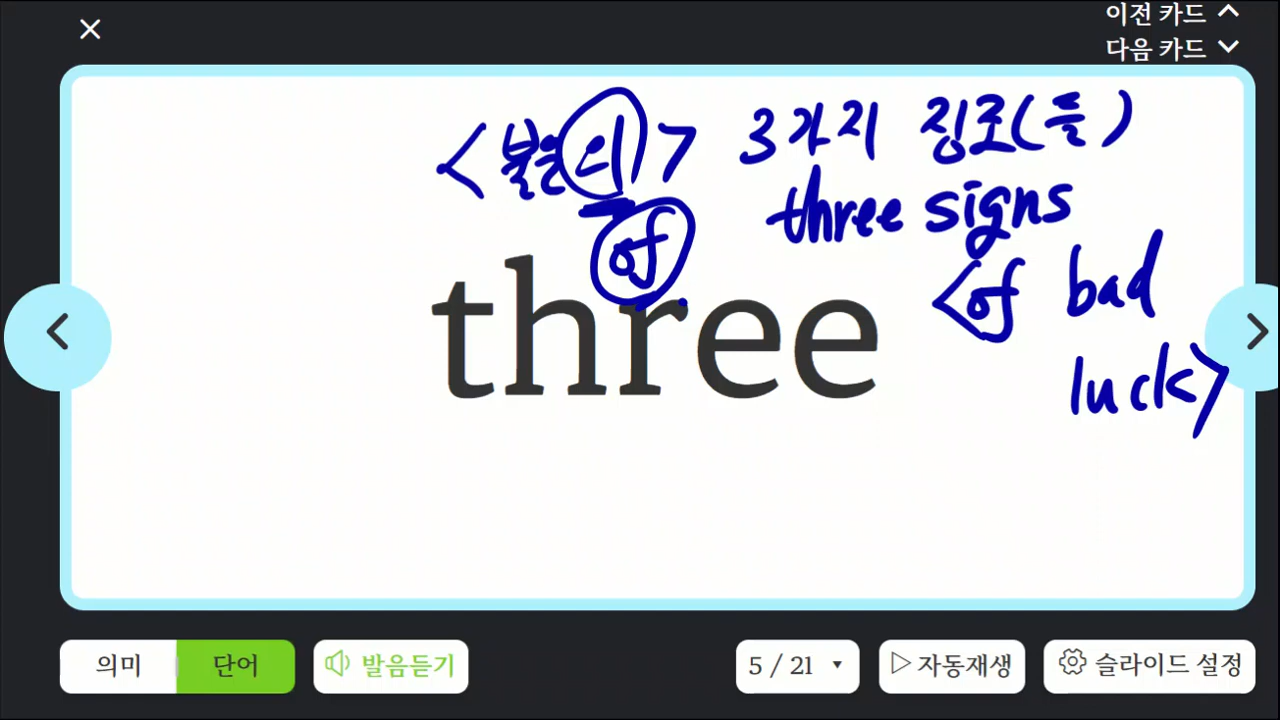 이전 카드
다음 카드
<불운의> 3가지 징조(들)
of three signs
<of bad
luck>
three
의미 단어 발음듣기 5 / 21 자동재생 슬라이드 설정